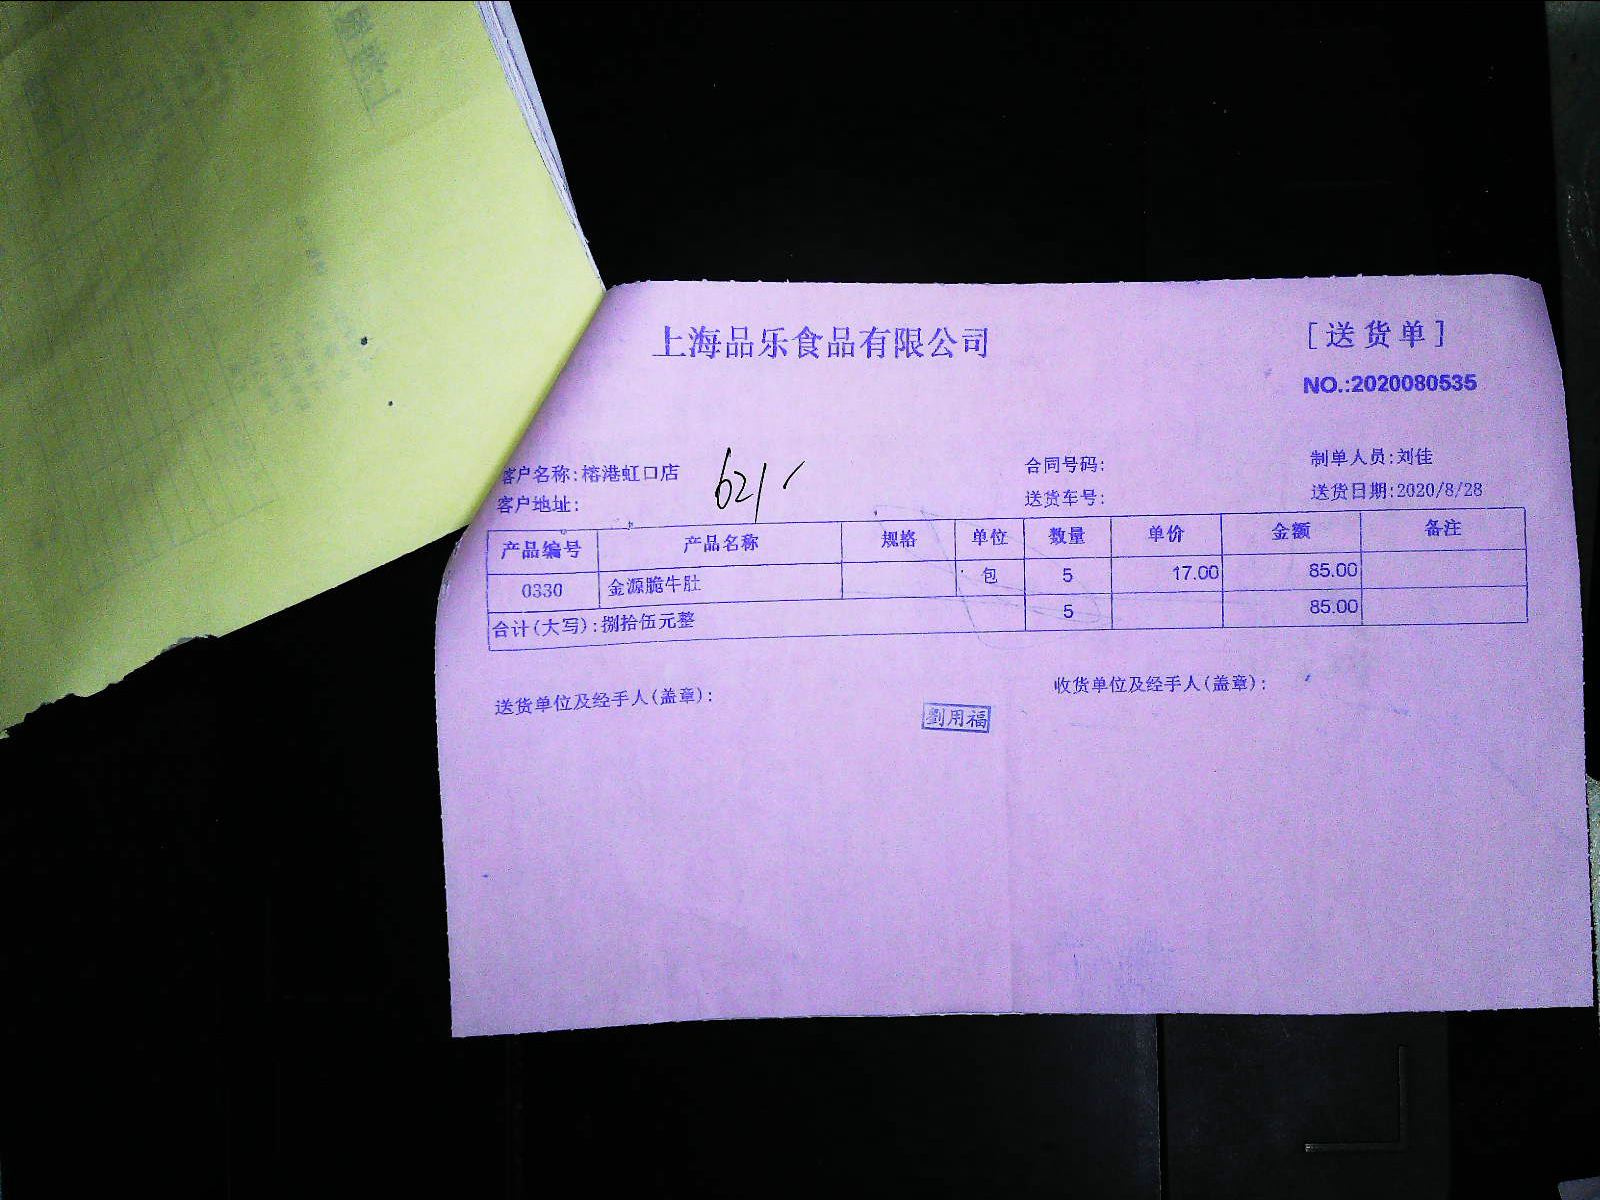 上海品乐食品有限公司
[送货单]
NO.:2020080535
客户名称:榕港虹口店
621
合同号码:
制单人员:刘佳
客户地址:
送货车号:
送货日期:2020/8/28
产品编号 产品名称 规格 单位 数量 单价 金额 备注
0330 金源脆牛肚 包 5 17.00 85.00
合计(大写):捌拾伍元整 5 85.00
送货单位及经手人(盖章):
收货单位及经手人(盖章):
劉用福